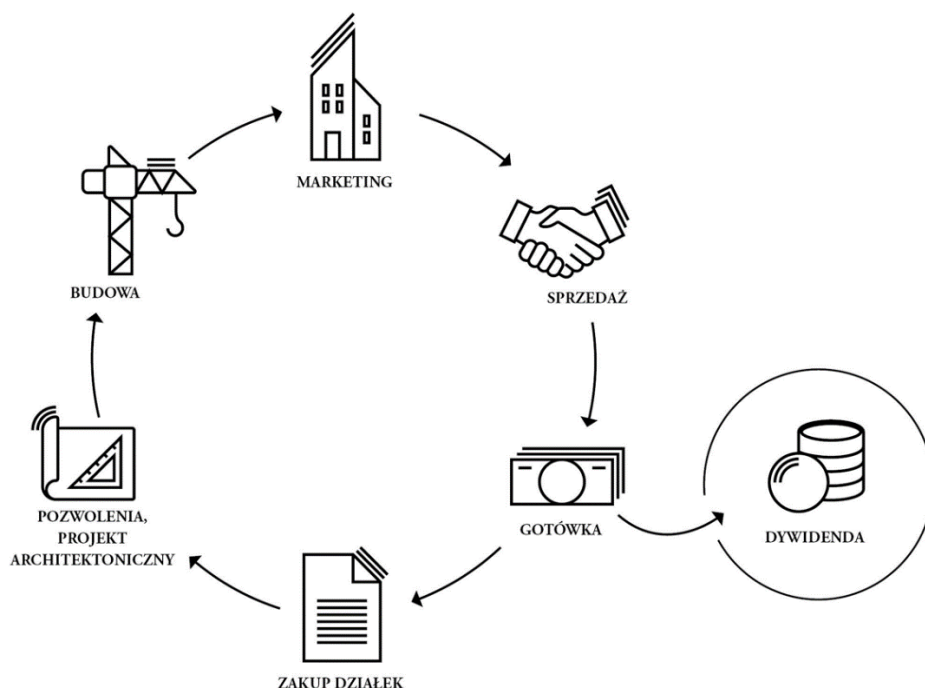 MARKETING
SPRZEDAŻ
GOTÓWKA
DYWIDENDA
ZAKUP DZIAŁEK
POZWOLENIA,
PROJEKT
ARCHITEKTONICZNY
BUDOWA